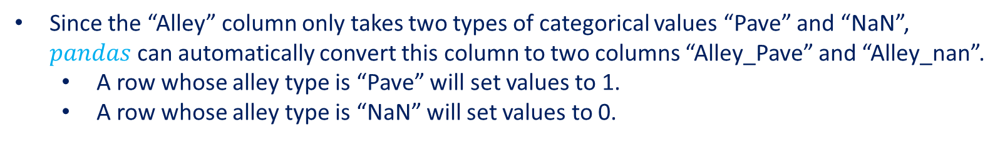 • Since the “Alley” column only takes two types of categorical values “Pave” and “NaN”,
pandas can automatically convert this column to two columns “Alley_Pave” and “Alley_nan”.
• A row whose alley type is “Pave” will set values to 1.
• A row whose alley type is “NaN” will set values to 0.